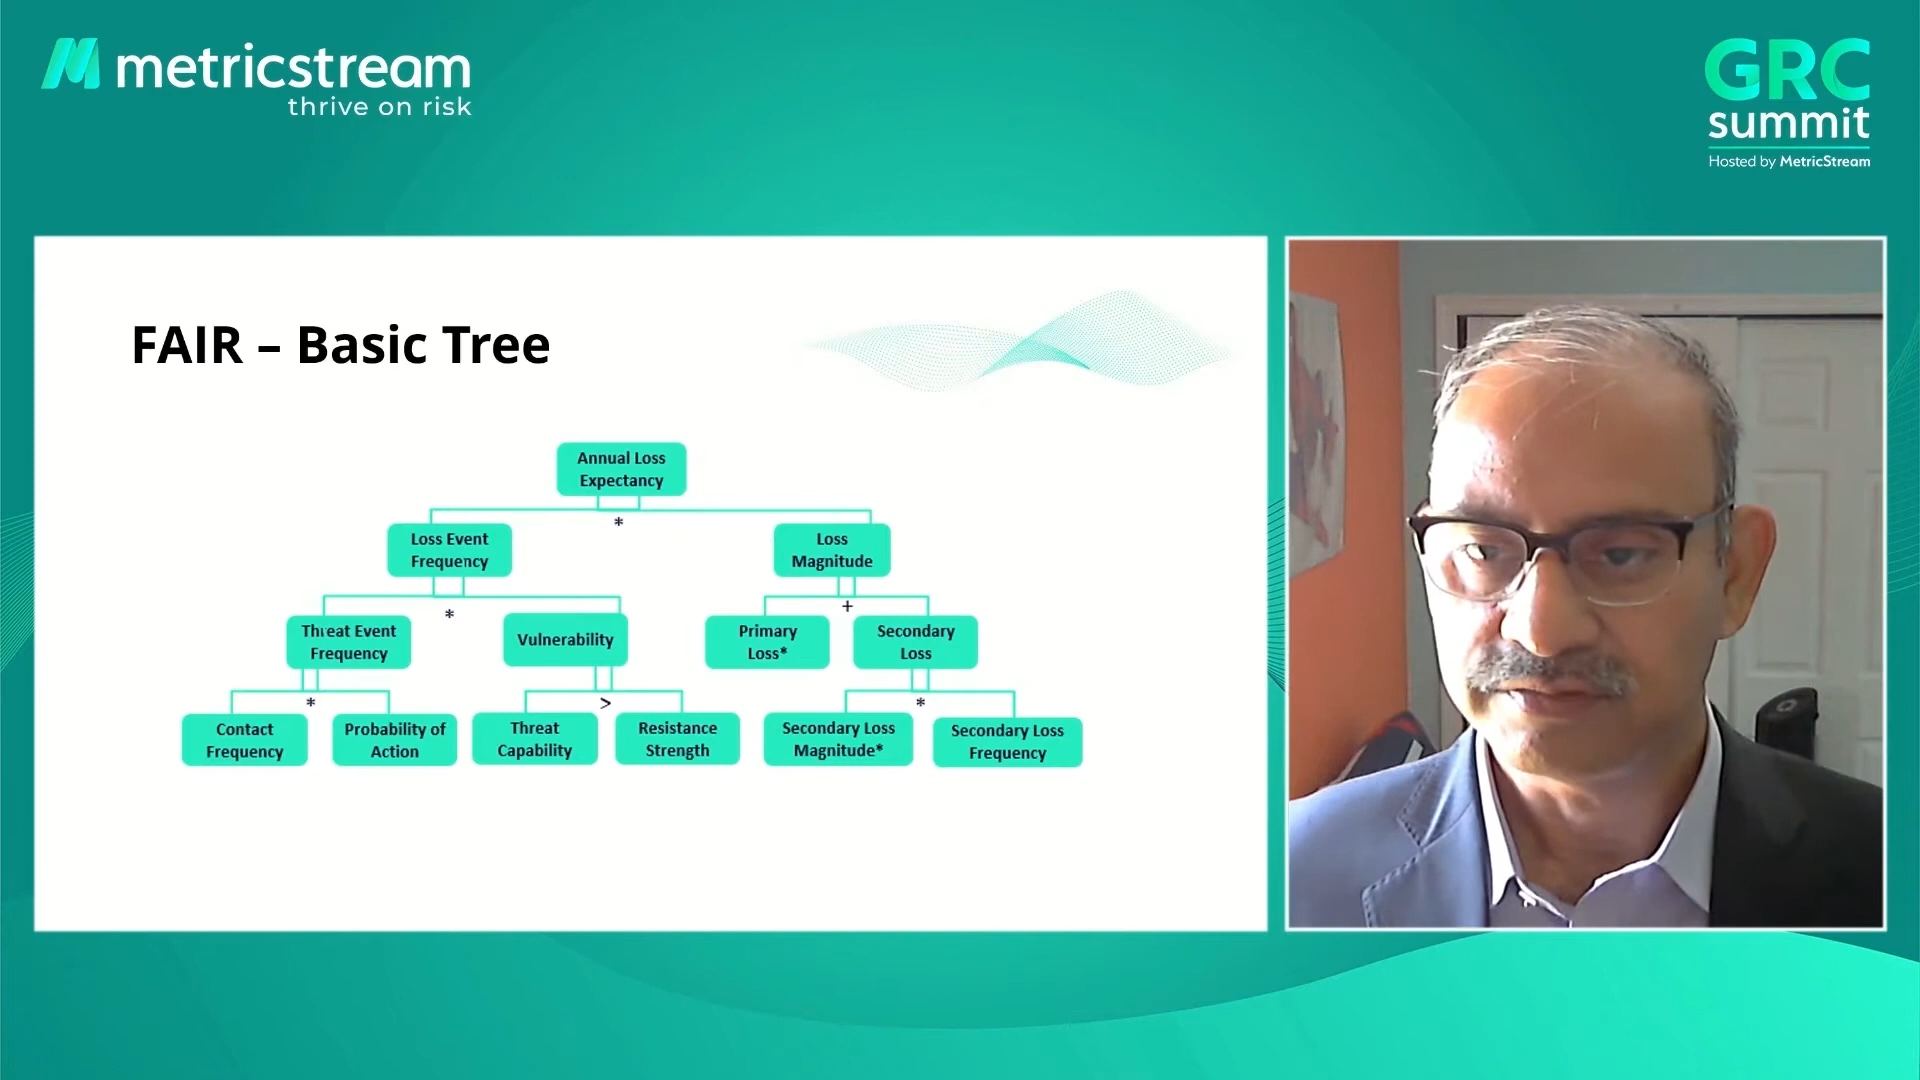 metricstream
thrive on risk
GRC
summit
Hosted by MetricStream
FAIR – Basic Tree
Annual Loss
Expectancy
*
Loss Event
Frequency
Loss
Magnitude
*
+
Threat Event
Frequency
Vulnerability
Primary
Loss*
Secondary
Loss
*
>
*
Contact
Frequency
Probability of
Action
Threat
Capability
Resistance
Strength
Secondary Loss
Magnitude*
Secondary Loss
Frequency